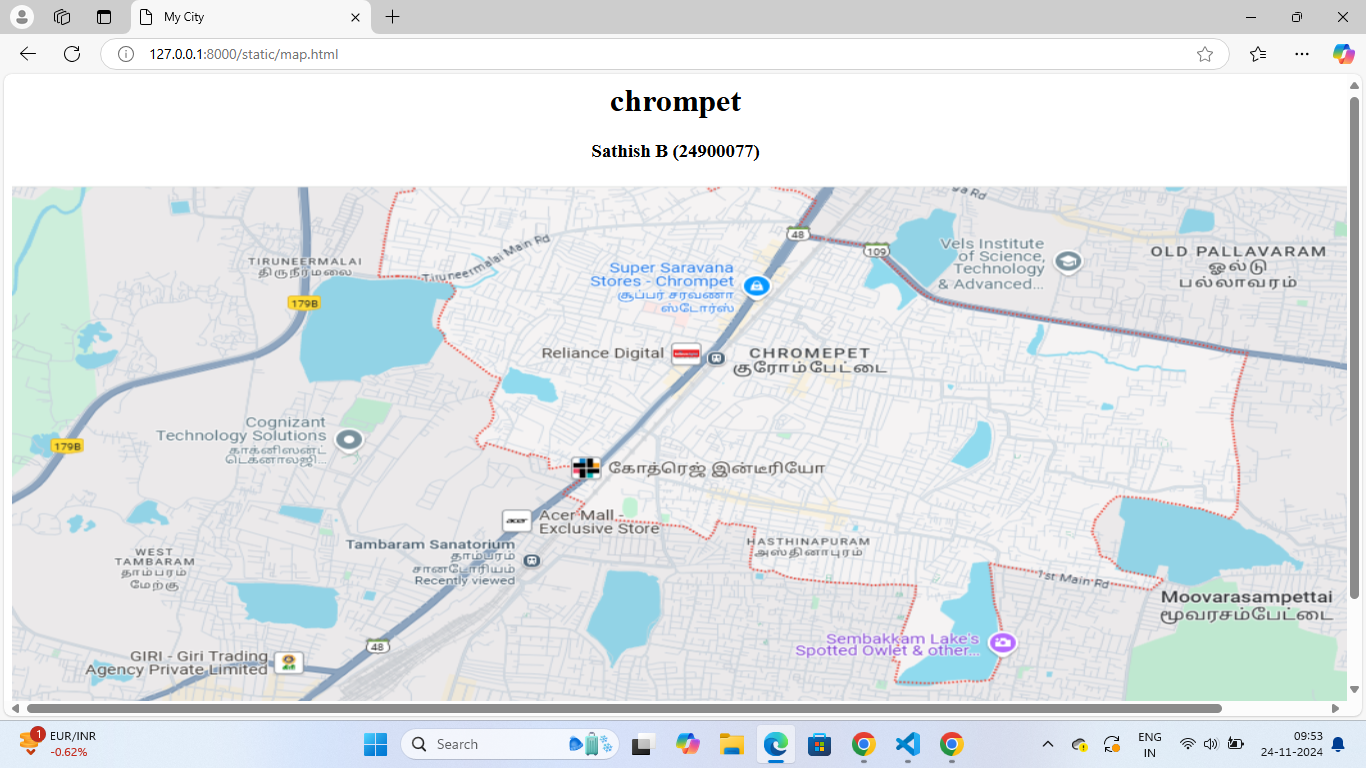 My City
127.0.0.1:8000/static/map.html
chrompet
Sathish B (24900077)
48
109
Vels Institute
of Science,
Technology
& Advanced...
OLD PALLAVARAM
ஓல்டு
பல்லாவரம்
TIRUNEERMALAI
திருநீர்மலை
Tiruneermalai Main Rd
179B
Super Saravana
Stores - Chrompet
சூப்பர் சரவணா
ஸ்டோர்ஸ்
Reliance Digital
CHROMEPET
குரோம்பேட்டை
Cognizant
Technology Solutions
காக்னிஸன்ட்
டெக்னாலஜி...
179B
கோத்ரெஜ் இன்டீரியோ
acer
Acer Mall -
Exclusive Store
Tambaram Sanatorium
தாம்பரம்
சானடோரியம்
Recently viewed
HASTHINAPURAM
அஸ்தினாபுரம்
WEST
TAMBARAM
தாம்பரம்
மேற்கு
1st Main Rd
Moovarasampettai
மூவரசம்பேட்டை
Sembakkam Lake's
Spotted Owlet & other...
48
GIRI - Giri Trading
Agency Private Limited
1
EUR/INR
-0.62%
Search
ENG
IN
09:53
24-11-2024